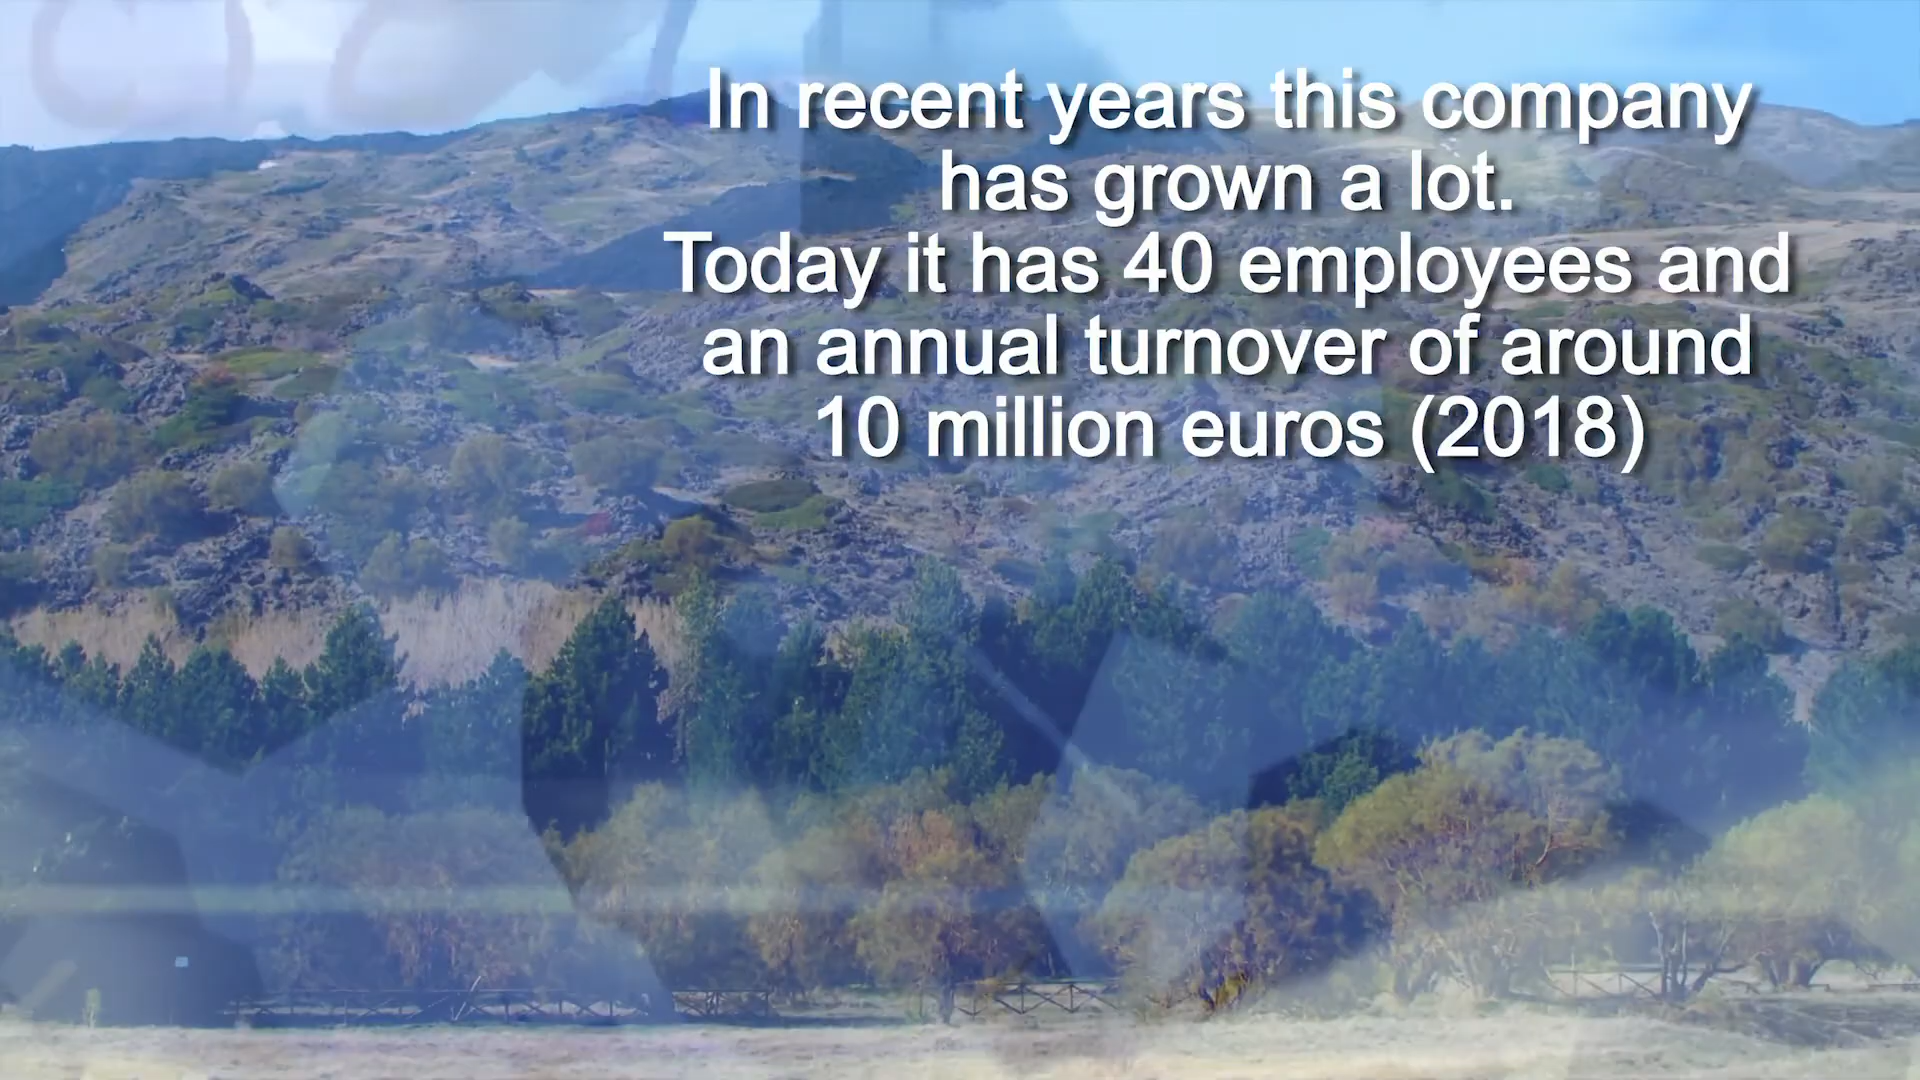 In recent years this company
has grown a lot.
Today it has 40 employees and
an annual turnover of around
10 million euros (2018)